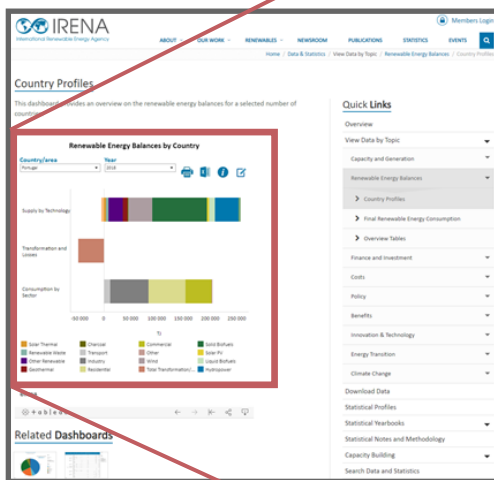 IRENA
International Renewable Energy Agency
Members Login
ABOUT
OUR WORK
RENEWABLES
NEWSROOM
PUBLICATIONS
STATISTICS
EVENTS
Home / Data & Statistics / View Data by Topic / Renewable Energy Balances / Country Profiles
Country Profiles
This dashboard provides an overview on the renewable energy balances for a selected number of
countries
Renewable Energy Balances by Country
Country/area
Year
Portugal
2018
Supply by Technology
Transformation and
Losses
Consumption by
Sector
-50 000 0 50 000 100 000 150 000 200 000 250 000
TJ
Solar Thermal
Charcoal
Commercial
Solid Biofuels
Renewable Waste
Transport
Other
Solar PV
Other Renewable
Industry
Wind
Liquid Biofuels
Geothermal
Residential
Total Transformation/...
Hydropower
+ a b l e a
Related Dashboards
Quick Links
Overview
View Data by Topic
Capacity and Generation
Renewable Energy Balances
Country Profiles
Final Renewable Energy Consumption
Overview Tables
Finance and Investment
Costs
Policy
Benefits
Innovation & Technology
Energy Transition
Climate Change
Download Data
Statistical Profiles
Statistical Yearbooks
Statistical Notes and Methodology
Capacity Building
Search Data and Statistics